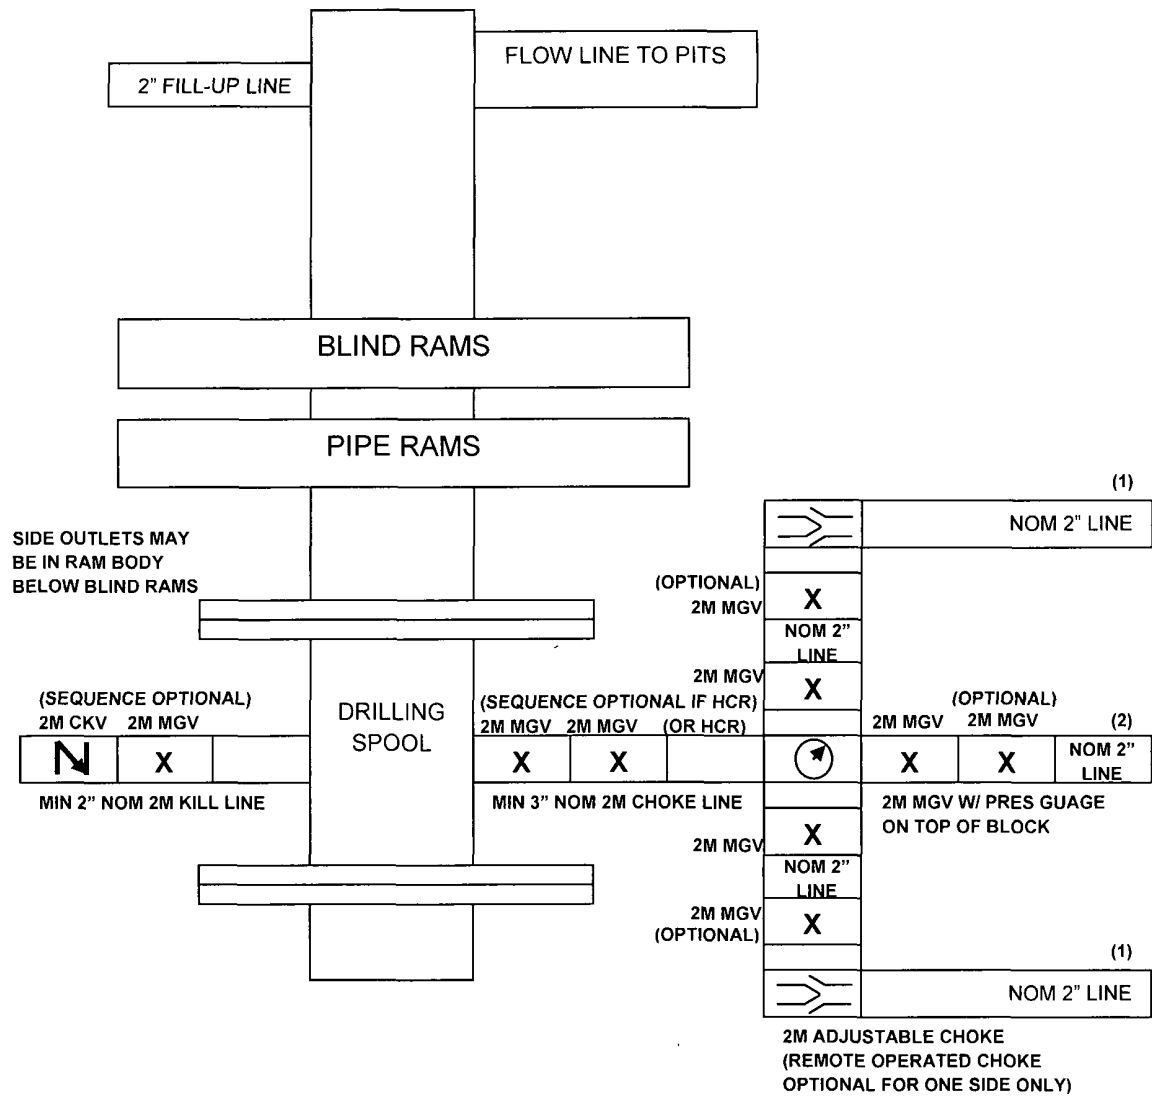 FLOW LINE TO PITS
2" FILL-UP LINE
BLIND RAMS
PIPE RAMS
(1)
NOM 2" LINE
SIDE OUTLETS MAY
BE IN RAM BODY
BELOW BLIND RAMS
(OPTIONAL)
2M MGV
X
NOM 2"
LINE
2M MGV
X
(SEQUENCE OPTIONAL)
2M CKV 2M MGV
N X
MIN 2" NOM 2M KILL LINE
DRILLING
SPOOL
(SEQUENCE OPTIONAL IF HCR)
2M MGV 2M MGV (OR HCR)
X X
MIN 3" NOM 2M CHOKE LINE
(OPTIONAL)
2M MGV 2M MGV (2)
X X
NOM 2"
LINE
2M MGV W/ PRES GUAGE
ON TOP OF BLOCK
2M MGV
X
NOM 2"
LINE
2M MGV
(OPTIONAL)
X
(1)
NOM 2" LINE
2M ADJUSTABLE CHOKE
(REMOTE OPERATED CHOKE
OPTIONAL FOR ONE SIDE ONLY)